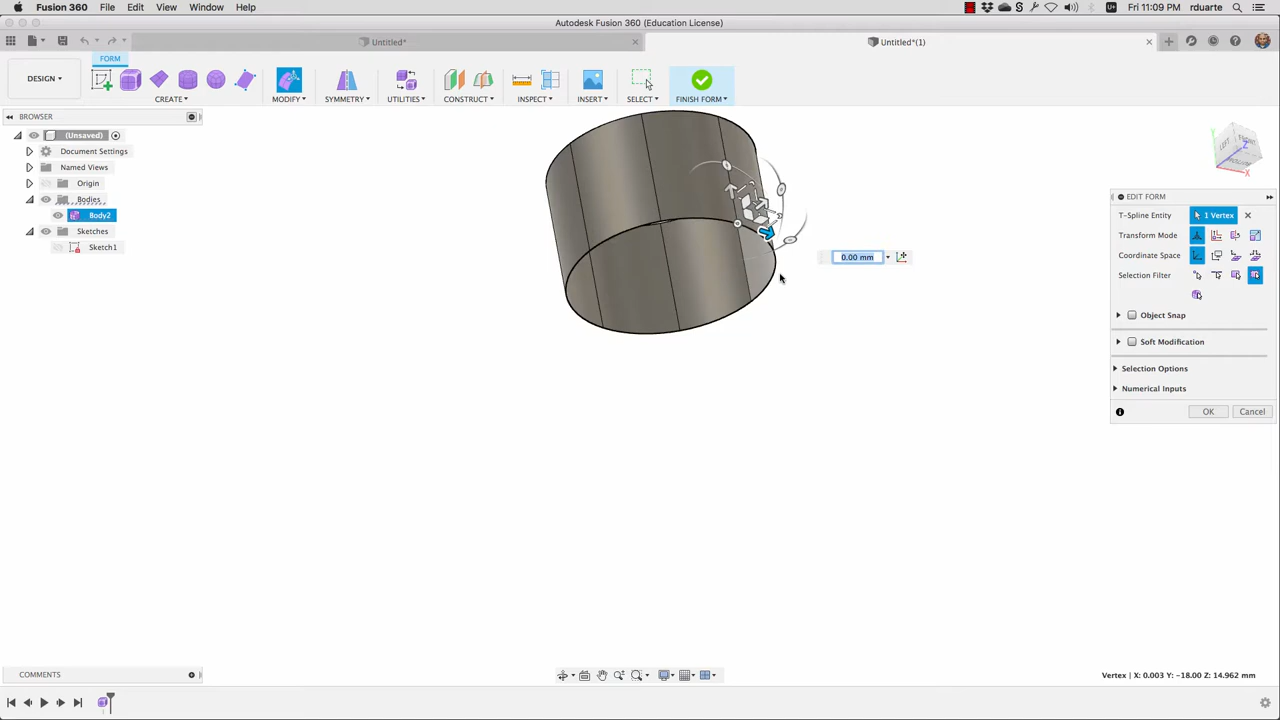 Fusion 360 File Edit View Window Help
Fri 11:09 PM rduarte
Autodesk Fusion 360 (Education License)
Untitled*
Untitled*(1)
FORM
DESIGN
CREATE
MODIFY
SYMMETRY
UTILITIES
CONSTRUCT
INSPECT
INSERT
SELECT
FINISH FORM
BROWSER
(Unsaved)
Document Settings
Named Views
Origin
Bodies
Body2
Sketches
Sketch1
0.00 mm
EDIT FORM
T-Spline Entity
1 Vertex
Transform Mode
Coordinate Space
Selection Filter
Object Snap
Soft Modification
Selection Options
Numerical Inputs
OK
Cancel
COMMENTS
Vertex | X: 0.003 Y: -18.00 Z: 14.962 mm